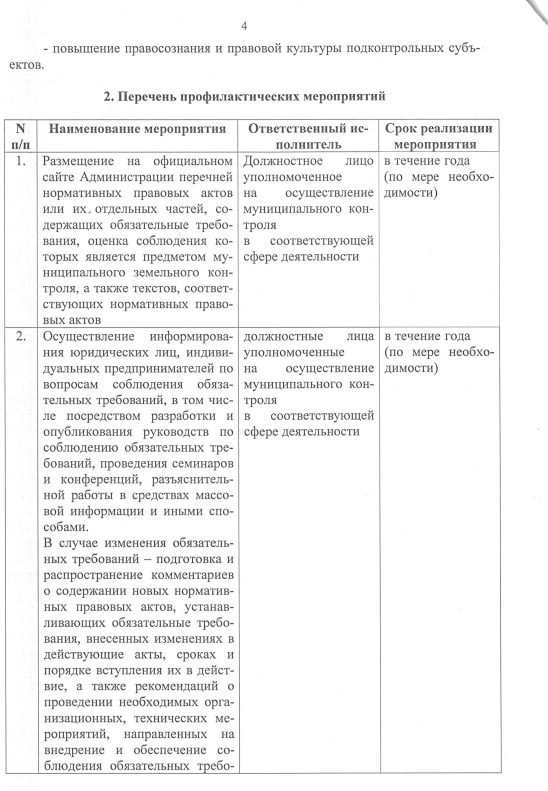 4
- повышение правосознания и правовой культуры подконтрольных субъ-
ектов.
2. Перечень профилактических мероприятий
N
п/п
Наименование мероприятия
Ответственный ис-
полнитель
Срок реализации
мероприятия
1.
Размещение на официальном
сайте Администрации перечней
нормативных правовых актов
или их отдельных частей, со-
держащих обязательные требо-
вания, оценка соблюдения ко-
торых является предметом му-
ниципального земельного кон-
троля, а также текстов, соответ-
ствующих нормативных право-
вых актов
Должностное лицо
уполномоченное
на осуществление
муниципального кон-
троля
в соответствующей
сфере деятельности
в течение года
(по мере необхо-
димости)
2.
Осуществление информирова-
ния юридических лиц, индиви-
дуальных предпринимателей по
вопросам соблюдения обяза-
тельных требований, в том чис-
ле посредством разработки и
опубликования руководств по
соблюдению обязательных тре-
бований, проведения семинаров
и конференций, разъяснитель-
ной работы в средствах массо-
вой информации и иными спо-
собами.
В случае изменения обязатель-
ных требований – подготовка и
распространение комментариев
о содержании новых норматив-
ных правовых актов, устанав-
ливающих обязательные требо-
вания, внесенных изменениях в
действующие акты, сроках и
порядке вступления их в дейст-
вие, а также рекомендаций о
проведении необходимых орга-
низационных, технических ме-
роприятий, направленных на
внедрение и обеспечение со-
блюдения обязательных требо-
должностные лица
уполномоченные
на осуществление
муниципального кон-
троля
в соответствующей
сфере деятельности
в течение года
(по мере необхо-
димости)